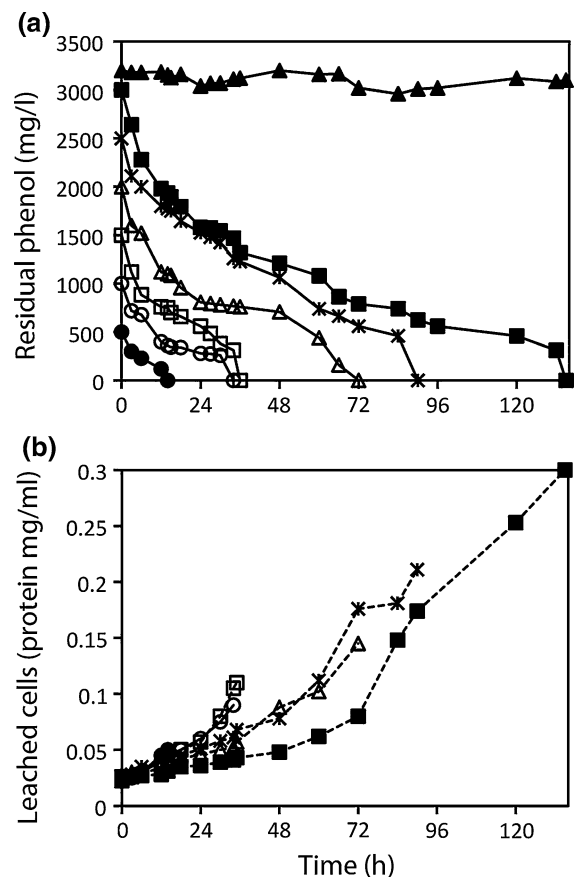 (a)
Residual phenol (mg/l)
3500
3000
2500
2000
1500
1000
500
0
0 24 48 72 96 120
(b)
Leached cells (protein mg/ml)
0.3
0.25
0.2
0.15
0.1
0.05
0
0 24 48 72 96 120
Time (h)